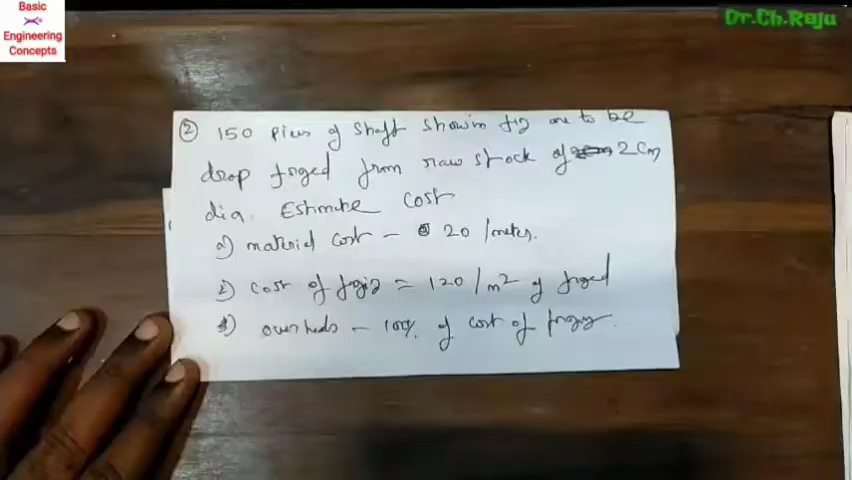 Basic
Engineering
Concepts
Dr.Ch.Raju
② 150 pieces of shaft shown fig are to be
drop forged from raw stock of 2 cm
dia. Estimate cost
a) material cost - 20 /meter.
2) cost of forgig = 120 / m² of forged
3) overheads - 10% of cost of forging.